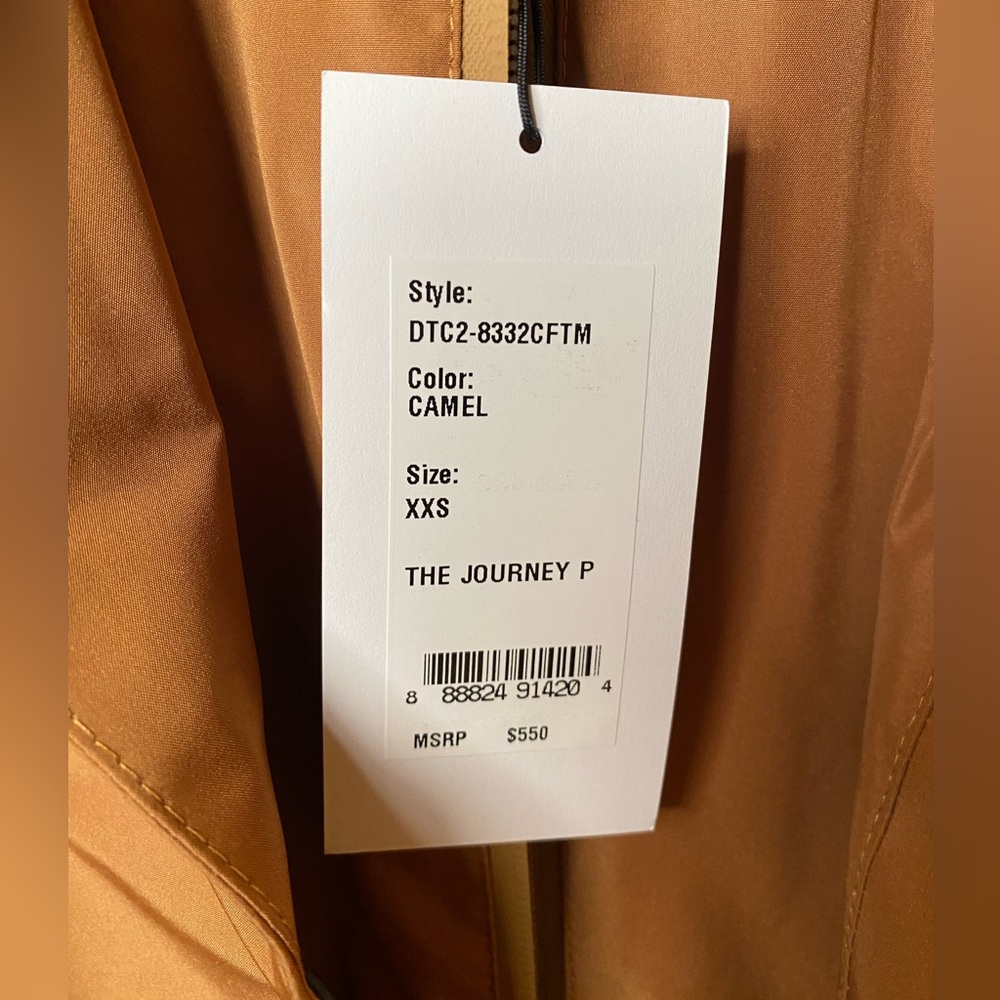 Style:
DTC2-8332CFTM
Color:
CAMEL
Size:
XXS
THE JOURNEY P
8 88824 91420 4
MSRP $550